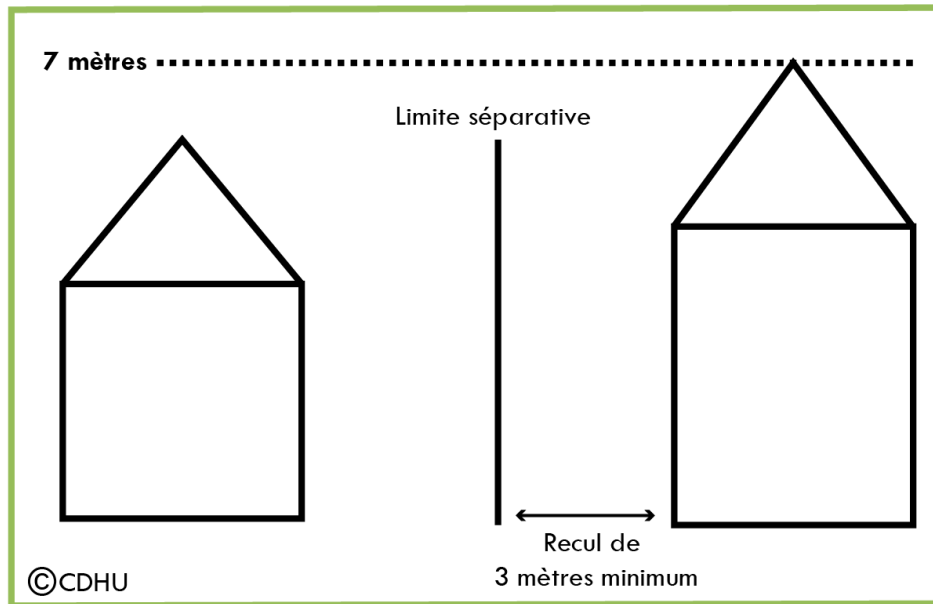 7 mètres
Limite séparative
Recul de
3 mètres minimum
©CDHU